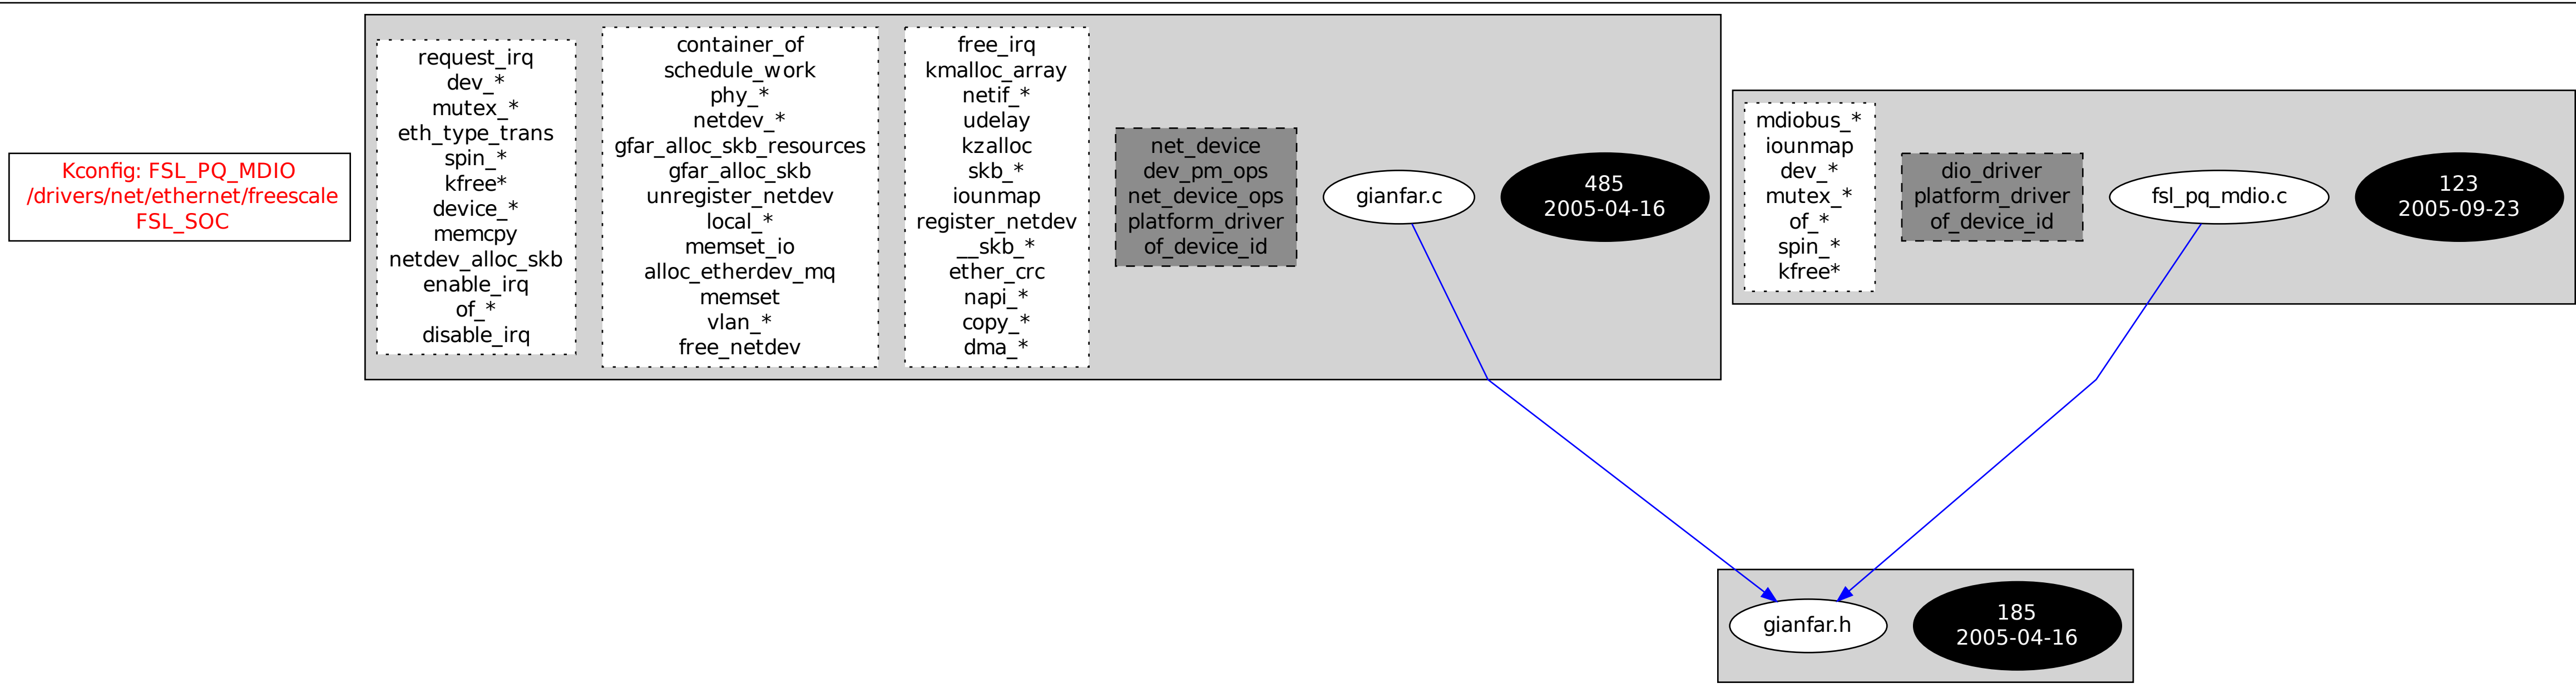 Kconfig: FSL_PQ_MDIO
/drivers/net/ethernet/freescale
FSL_SOC
request_irq
dev_*
mutex_*
eth_type_trans
spin_*
kfree*
device_*
memcpy
netdev_alloc_skb
enable_irq
of_*
disable_irq
container_of
schedule_work
phy_*
netdev_*
gfar_alloc_skb_resources
gfar_alloc_skb
unregister_netdev
local_*
memset_io
alloc_etherdev_mq
memset
vlan_*
free_netdev
free_irq
kmalloc_array
netif_*
udelay
kzalloc
skb_*
iounmap
register_netdev
__skb_*
ether_crc
napi_*
copy_*
dma_*
net_device
dev_pm_ops
net_device_ops
platform_driver
of_device_id
gianfar.c
485
2005-04-16
mdiobus_*
iounmap
dev_*
mutex_*
of_*
spin_*
kfree*
dio_driver
platform_driver
of_device_id
fsl_pq_mdio.c
123
2005-09-23
gianfar.h
185
2005-04-16